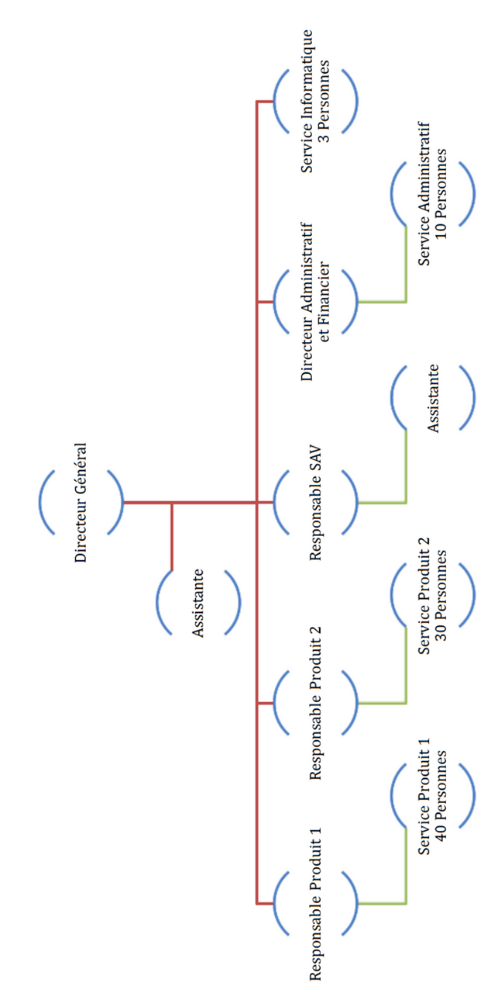 Directeur Général
Assistante
Responsable Produit 1
Responsable Produit 2
Responsable SAV
Directeur Administratif
et Financier
Service Informatique
3 Personnes
Service Produit 1
40 Personnes
Service Produit 2
30 Personnes
Assistante
Service Administratif
10 Personnes